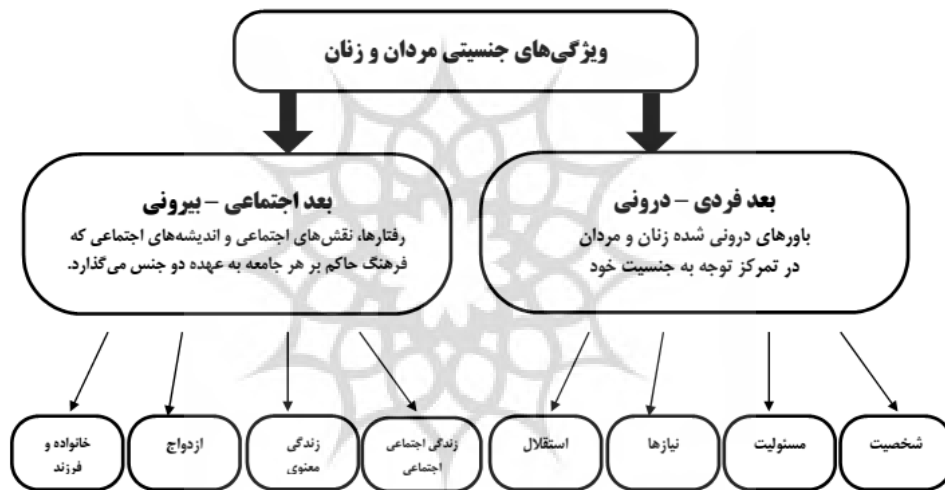 ویژگی‌های جنسیتی مردان و زنان
بعد فردی – درونی
باورهای درونی شده زنان و مردان
در تمرکز توجه به جنسیت خود
بعد اجتماعی – بیرونی
رفتارها، نقش‌های اجتماعی و اندیشه‌های اجتماعی که
فرهنگ حاکم بر هر جامعه به عهده دو جنس می‌گذارد.
شخصیت
مسئولیت
نیازها
استقلال
زندگی اجتماعی
اجتماعی
زندگی
معنوی
ازدواج
خانواده و
فرزند